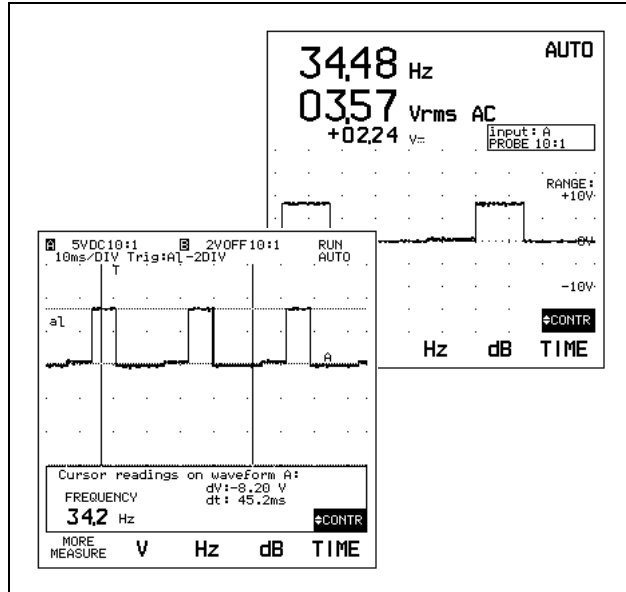 34,48 Hz
AUTO
03,57 Vrms AC
+02,24 V⎓
input: A
PROBE 10:1
RANGE:
+10V
0V
-10V
≑CONTR
Hz dB TIME
A 5VDC10:1 B 2VOFF10:1 RUN
10ms/DIV Trig:A↓-2DIV AUTO
T
a↓
A
Cursor readings on waveform A:
dV:-8.20 V
FREQUENCY
dt: 45.2ms
34,2 Hz
≑CONTR
MORE
MEASURE V Hz dB TIME